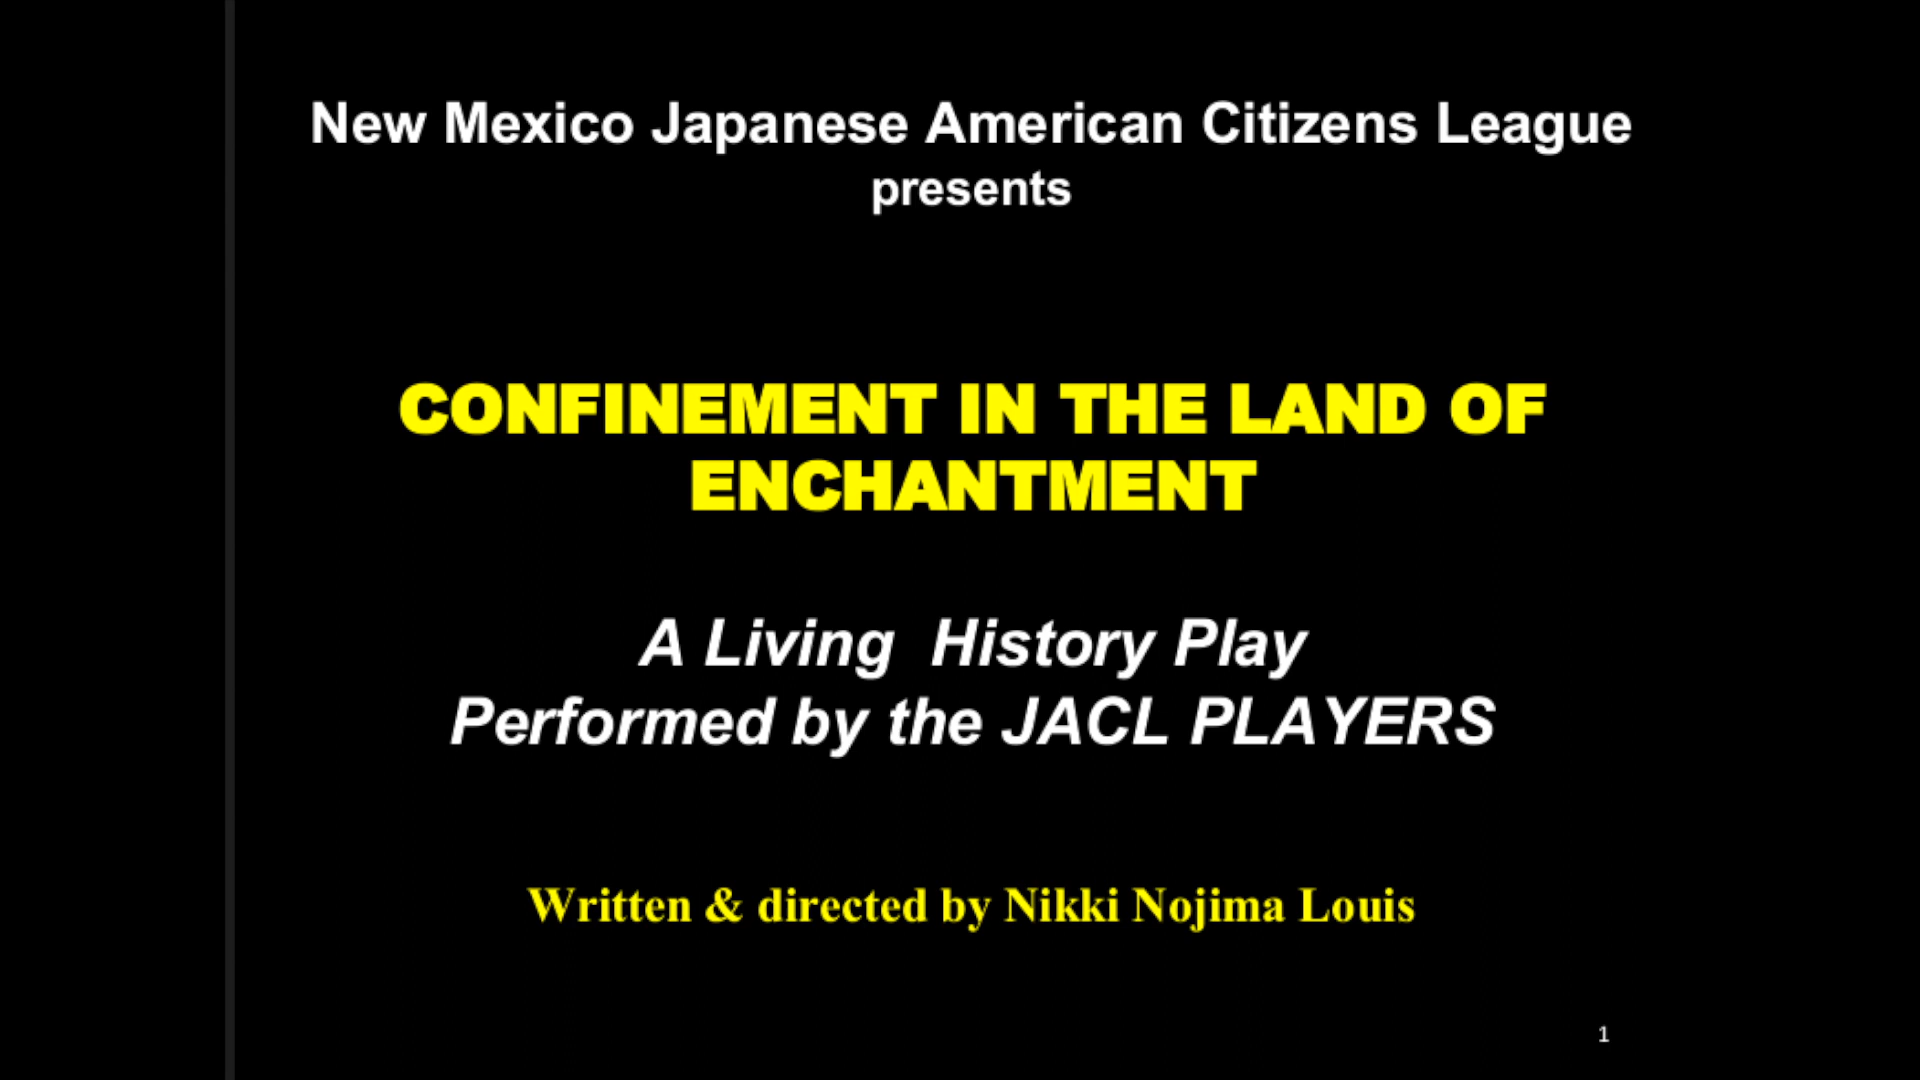 New Mexico Japanese American Citizens League
presents
CONFINEMENT IN THE LAND OF
ENCHANTMENT
A Living  History Play
Performed by the JACL PLAYERS
Written & directed by Nikki Nojima Louis
1